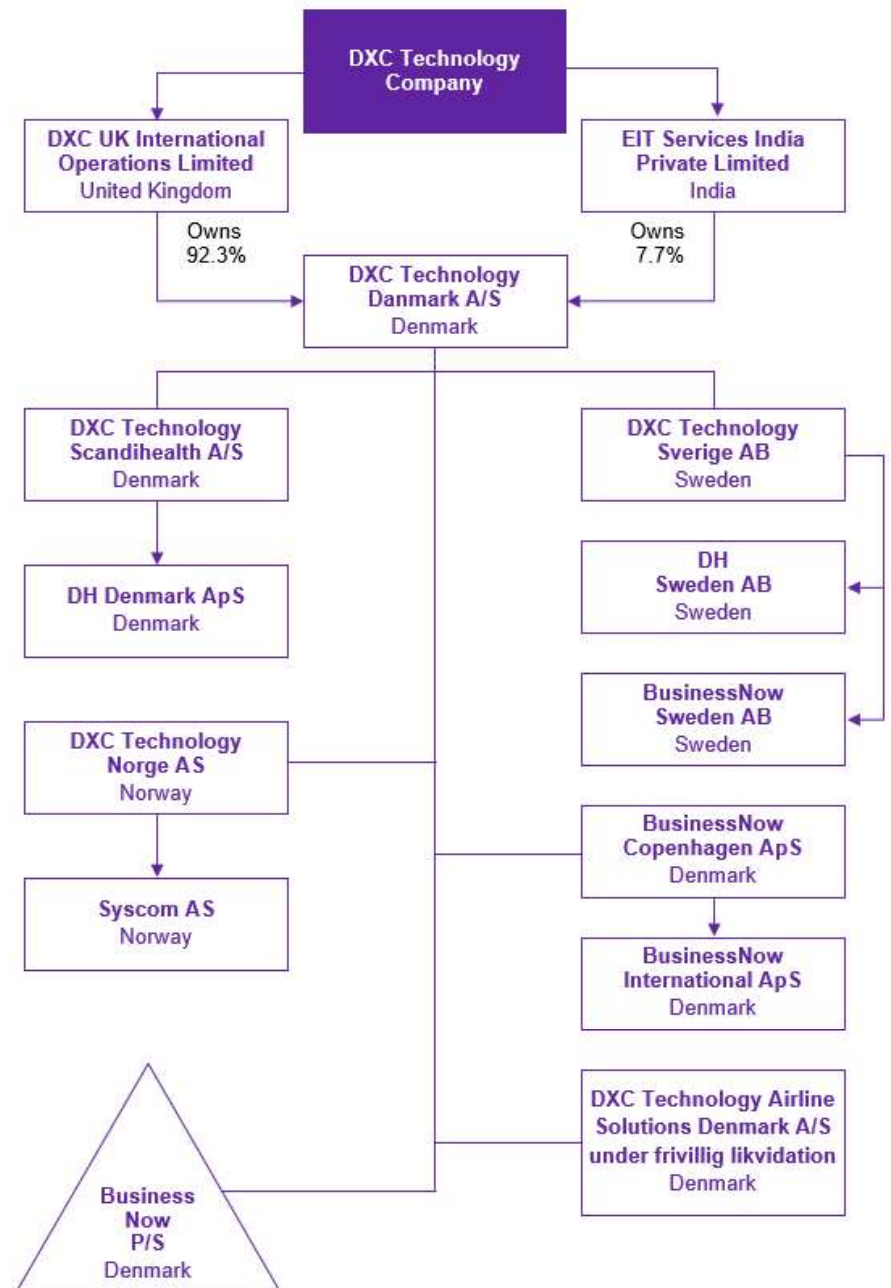 DXC Technology
Company
DXC UK International
Operations Limited
United Kingdom
EIT Services India
Private Limited
India
Owns
92.3%
Owns
7.7%
DXC Technology
Danmark A/S
Denmark
DXC Technology
Scandihealth A/S
Denmark
DXC Technology
Sverige AB
Sweden
DH Denmark ApS
Denmark
DH
Sweden AB
Sweden
BusinessNow
Sweden AB
Sweden
DXC Technology
Norge AS
Norway
BusinessNow
Copenhagen ApS
Denmark
Syscom AS
Norway
BusinessNow
International ApS
Denmark
DXC Technology Airline
Solutions Denmark A/S
under frivillig likvidation
Denmark
Business
Now
P/S
Denmark